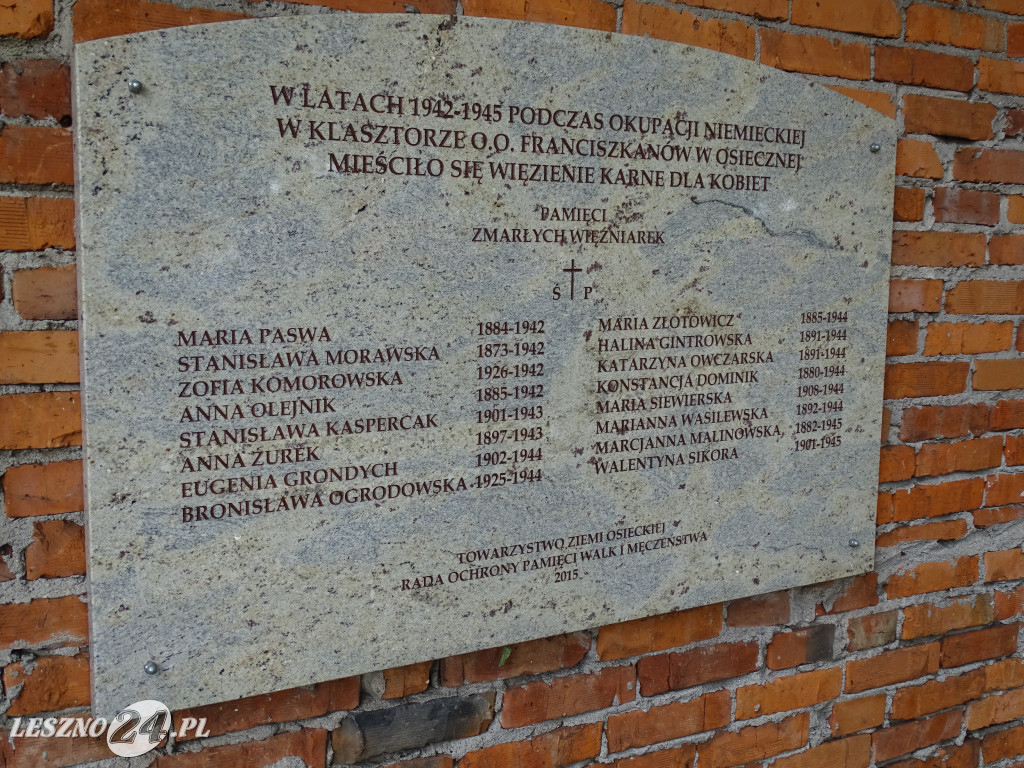 W LATACH 1942-1945 PODCZAS OKUPACJI NIEMIECKIEJ
W KLASZTORZE O.O. FRANCISZKANÓW W OSIECZNEJ
MIEŚCIŁO SIĘ WIĘZIENIE KARNE DLA KOBIET
PAMIĘCI
ZMARŁYCH WIĘŹNIAREK
Ś P
MARIA PASWA 1884-1942
STANISŁAWA MORAWSKA 1873-1942
ZOFIA KOMOROWSKA 1926-1942
ANNA OLEJNIK 1885-1942
STANISŁAWA KASPERCAK 1901-1943
ANNA ŻUREK 1897-1943
EUGENIA GRONDYCH 1902-1944
BRONISŁAWA OGRODOWSKA 1925-1944
MARIA ZŁOTOWICZ 1885-1944
HALINA GINTROWSKA 1891-1944
KATARZYNA OWCZARSKA 1891-1944
KONSTANCJA DOMINIK 1880-1944
MARIA SIEWIERSKA 1908-1944
MARIANNA WASILEWSKA 1892-1944
MARCJANNA MALINOWSKA 1882-1945
WALENTYNA SIKORA 1901-1945
TOWARZYSTWO ZIEMI OSIECKIEJ
RADA OCHRONY PAMIĘCI WALK I MĘCZEŃSTWA
2015
LESZNO24.PL